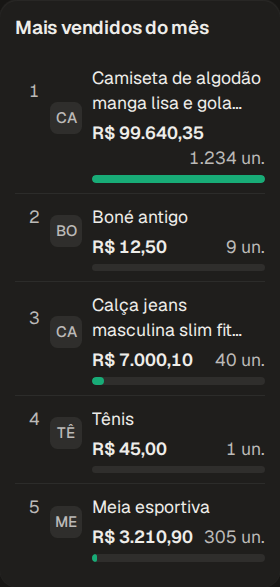 Mais vendidos do mês
1
CA
Camiseta de algodão
manga lisa e gola...
R$ 99.640,35
1.234 un.
2
BO
Boné antigo
R$ 12,50 9 un.
3
CA
Calça jeans
masculina slim fit...
R$ 7.000,10 40 un.
4
TÊ
Tênis
R$ 45,00 1 un.
5
ME
Meia esportiva
R$ 3.210,90 305 un.